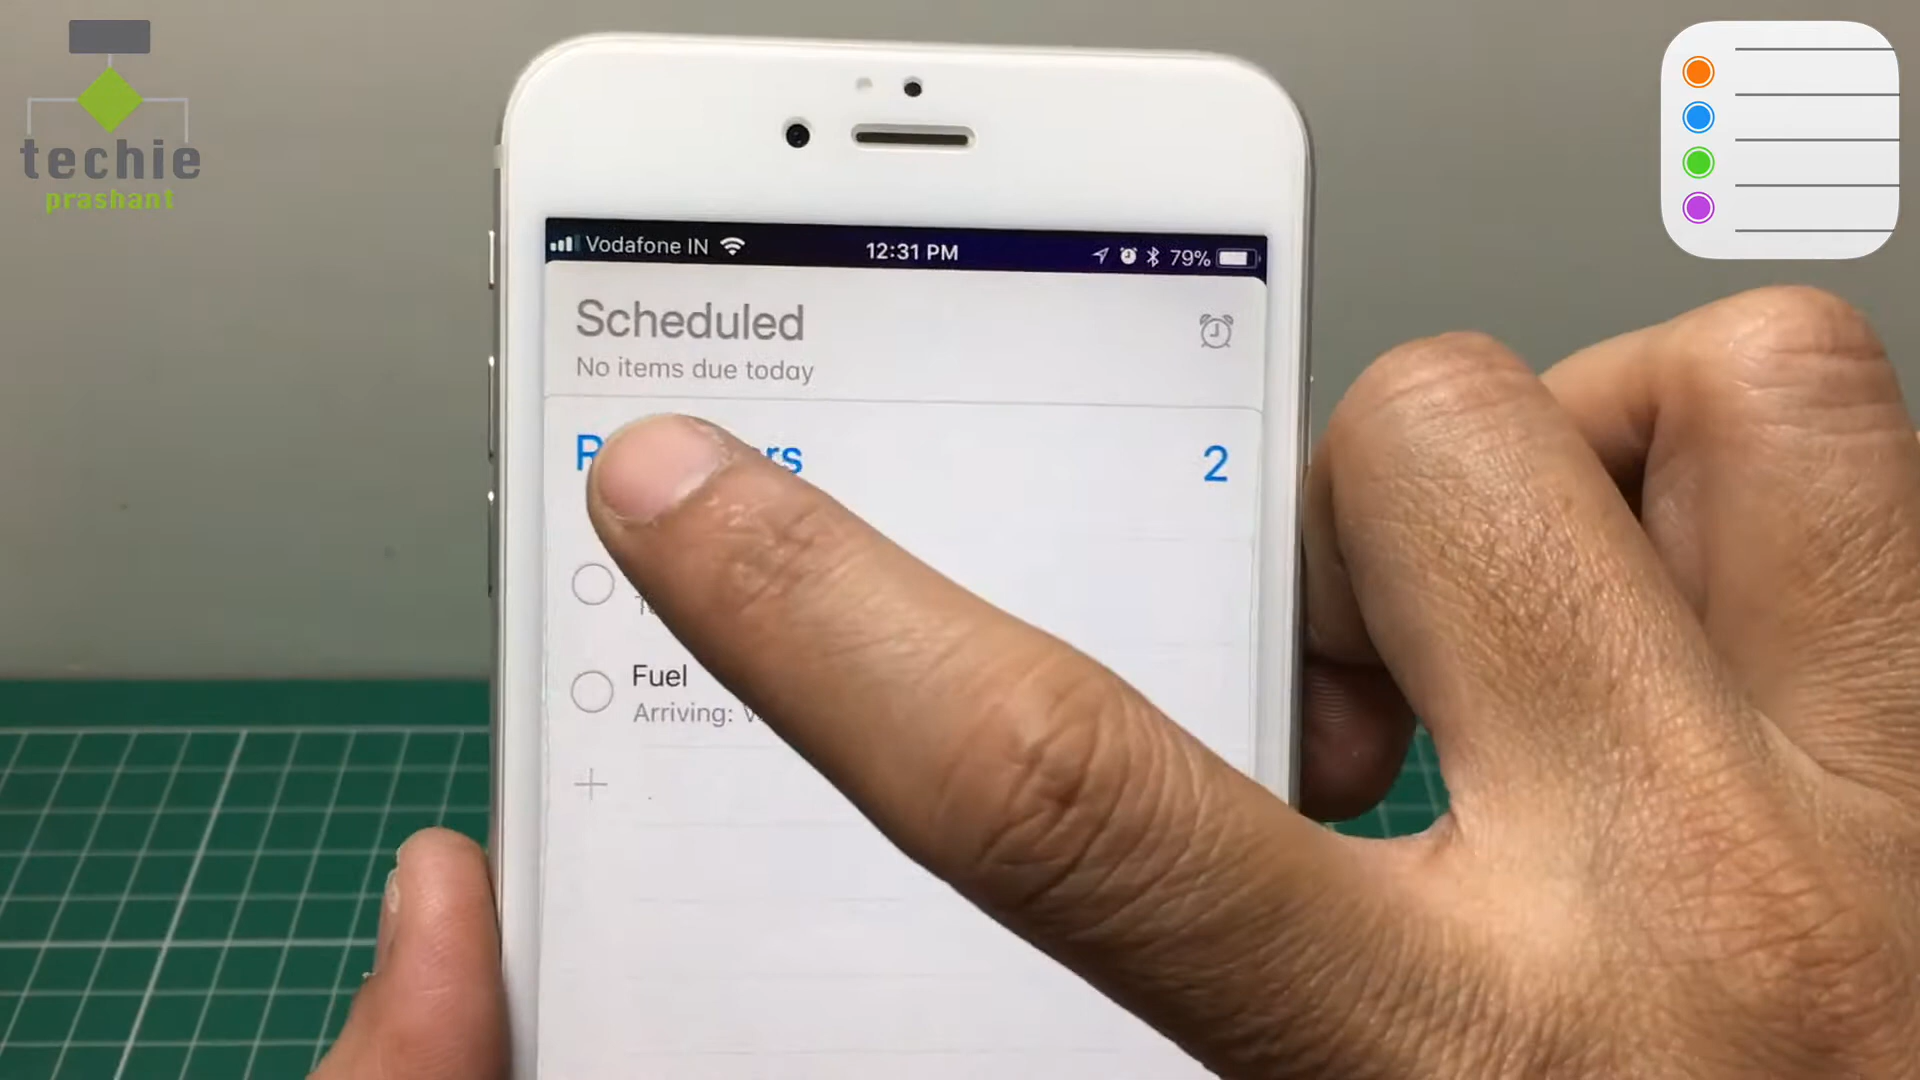 techie
prashant
Vodafone IN
12:31 PM
79%
Scheduled
No items due today
2
Fuel
Arriving: